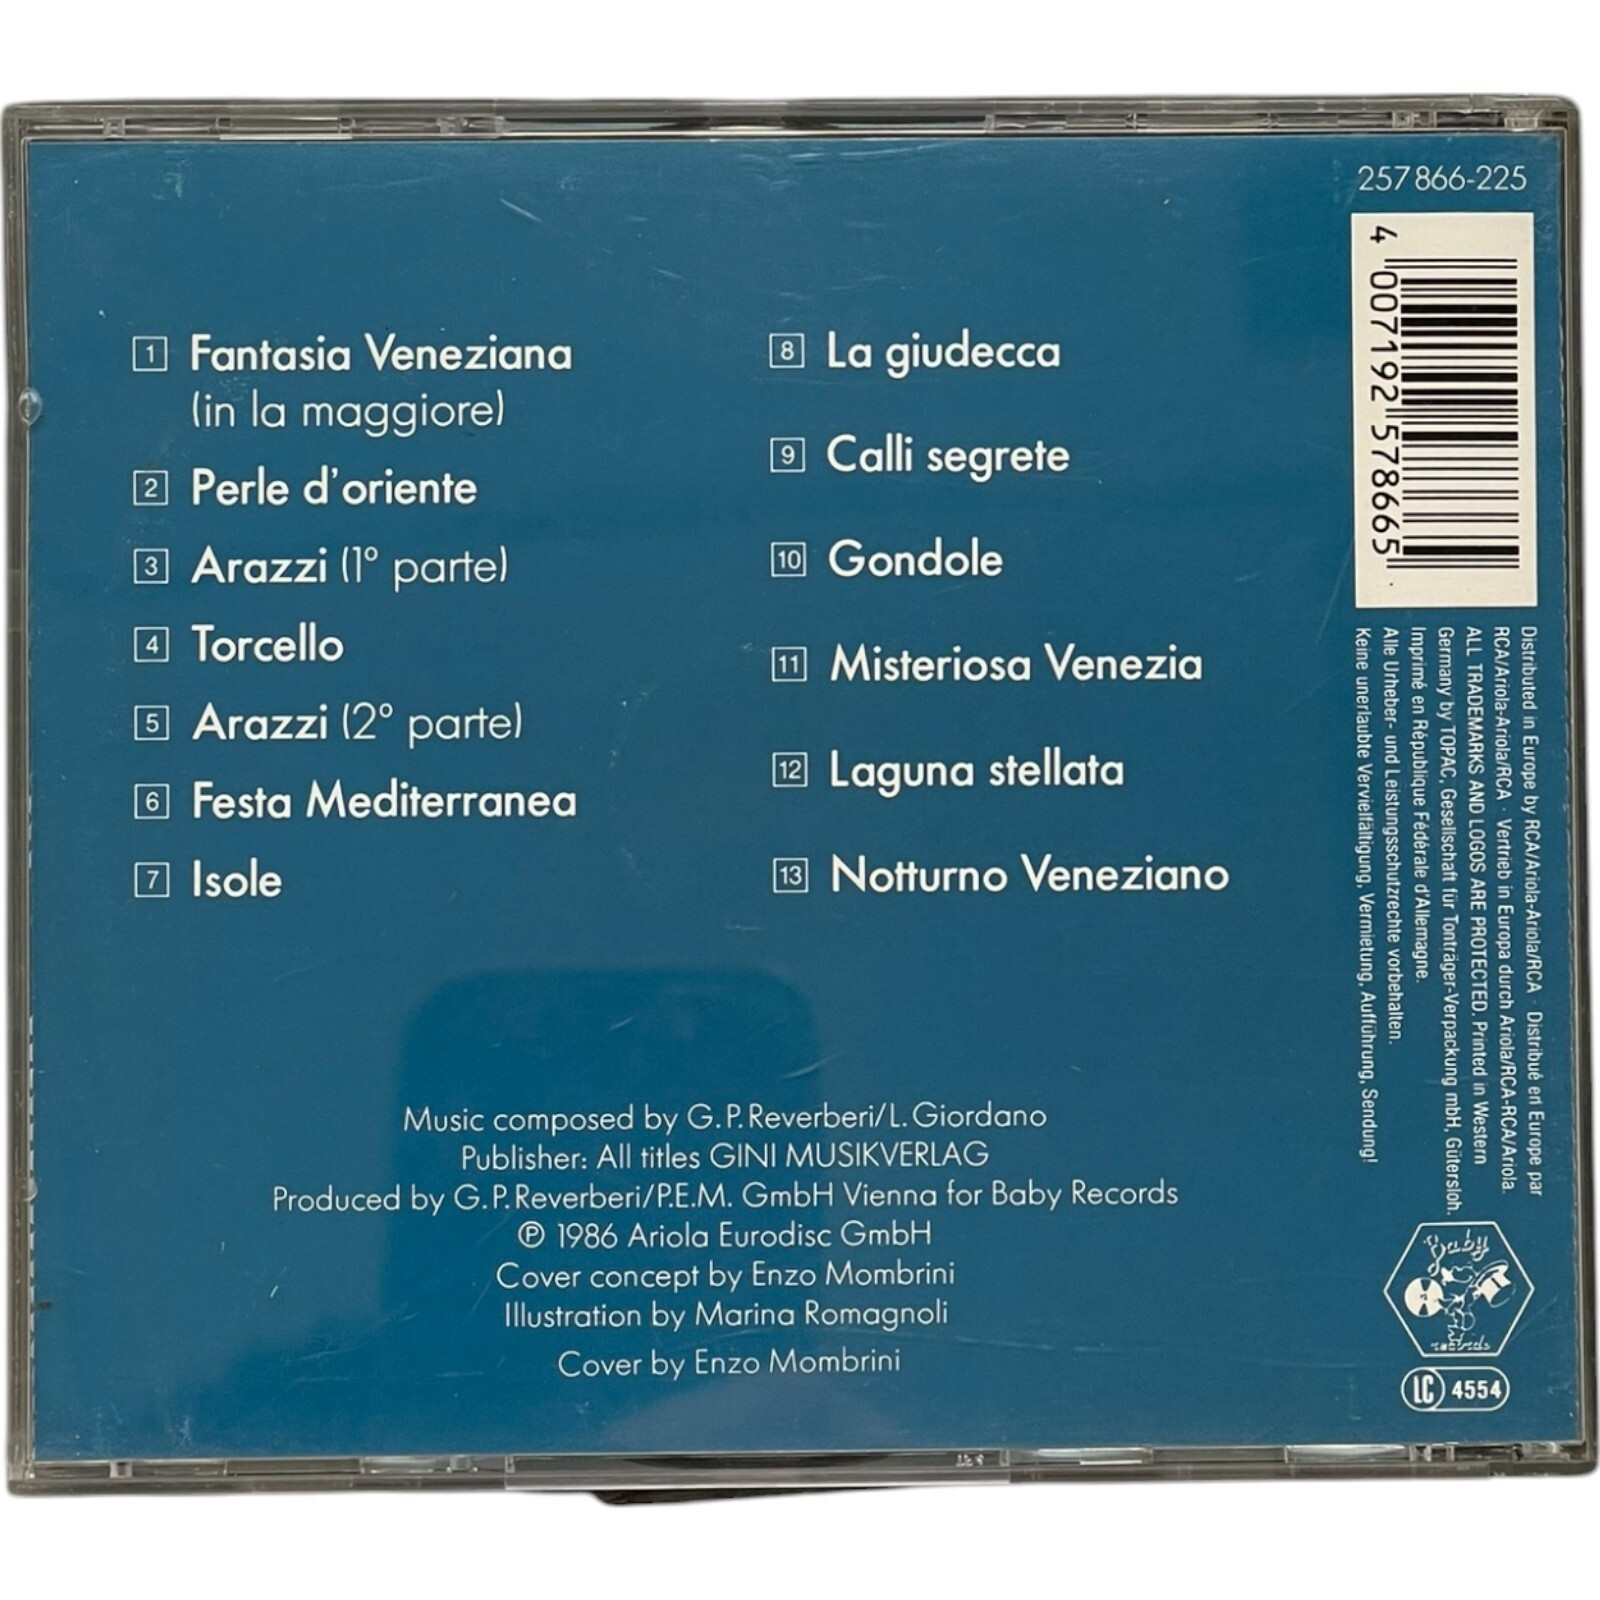 257 866-225
1 Fantasia Veneziana
(in la maggiore)
2 Perle d'oriente
3 Arazzi (1° parte)
4 Torcello
5 Arazzi (2° parte)
6 Festa Mediterranea
7 Isole
8 La giudecca
9 Calli segrete
10 Gondole
11 Misteriosa Venezia
12 Laguna stellata
13 Notturno Veneziano
Music composed by G.P.Reverberi/L.Giordano
Publisher: All titles GINI MUSIKVERLAG
Produced by G.P.Reverberi/P.E.M. GmbH Vienna for Baby Records
℗ 1986 Ariola Eurodisc GmbH
Cover concept by Enzo Mombrini
Illustration by Marina Romagnoli
Cover by Enzo Mombrini
4 007192 578665
Distributed in Europe by RCA/Ariola-Ariola/RCA · Distribué en Europe par
RCA/Ariola-Ariola/RCA · Vertrieb in Europa durch Ariola/RCA-RCA/Ariola.
ALL TRADEMARKS AND LOGOS ARE PROTECTED. Printed in Western
Germany by TOPAC, Gesellschaft für Tonträger-Verpackung mbH, Gütersloh.
Imprimé en République Fédérale d'Allemagne.
Alle Urheber- und Leistungsschutzrechte vorbehalten.
Keine unerlaubte Vervielfältigung, Vermietung, Aufführung, Sendung!
Baby
records
LC 4554